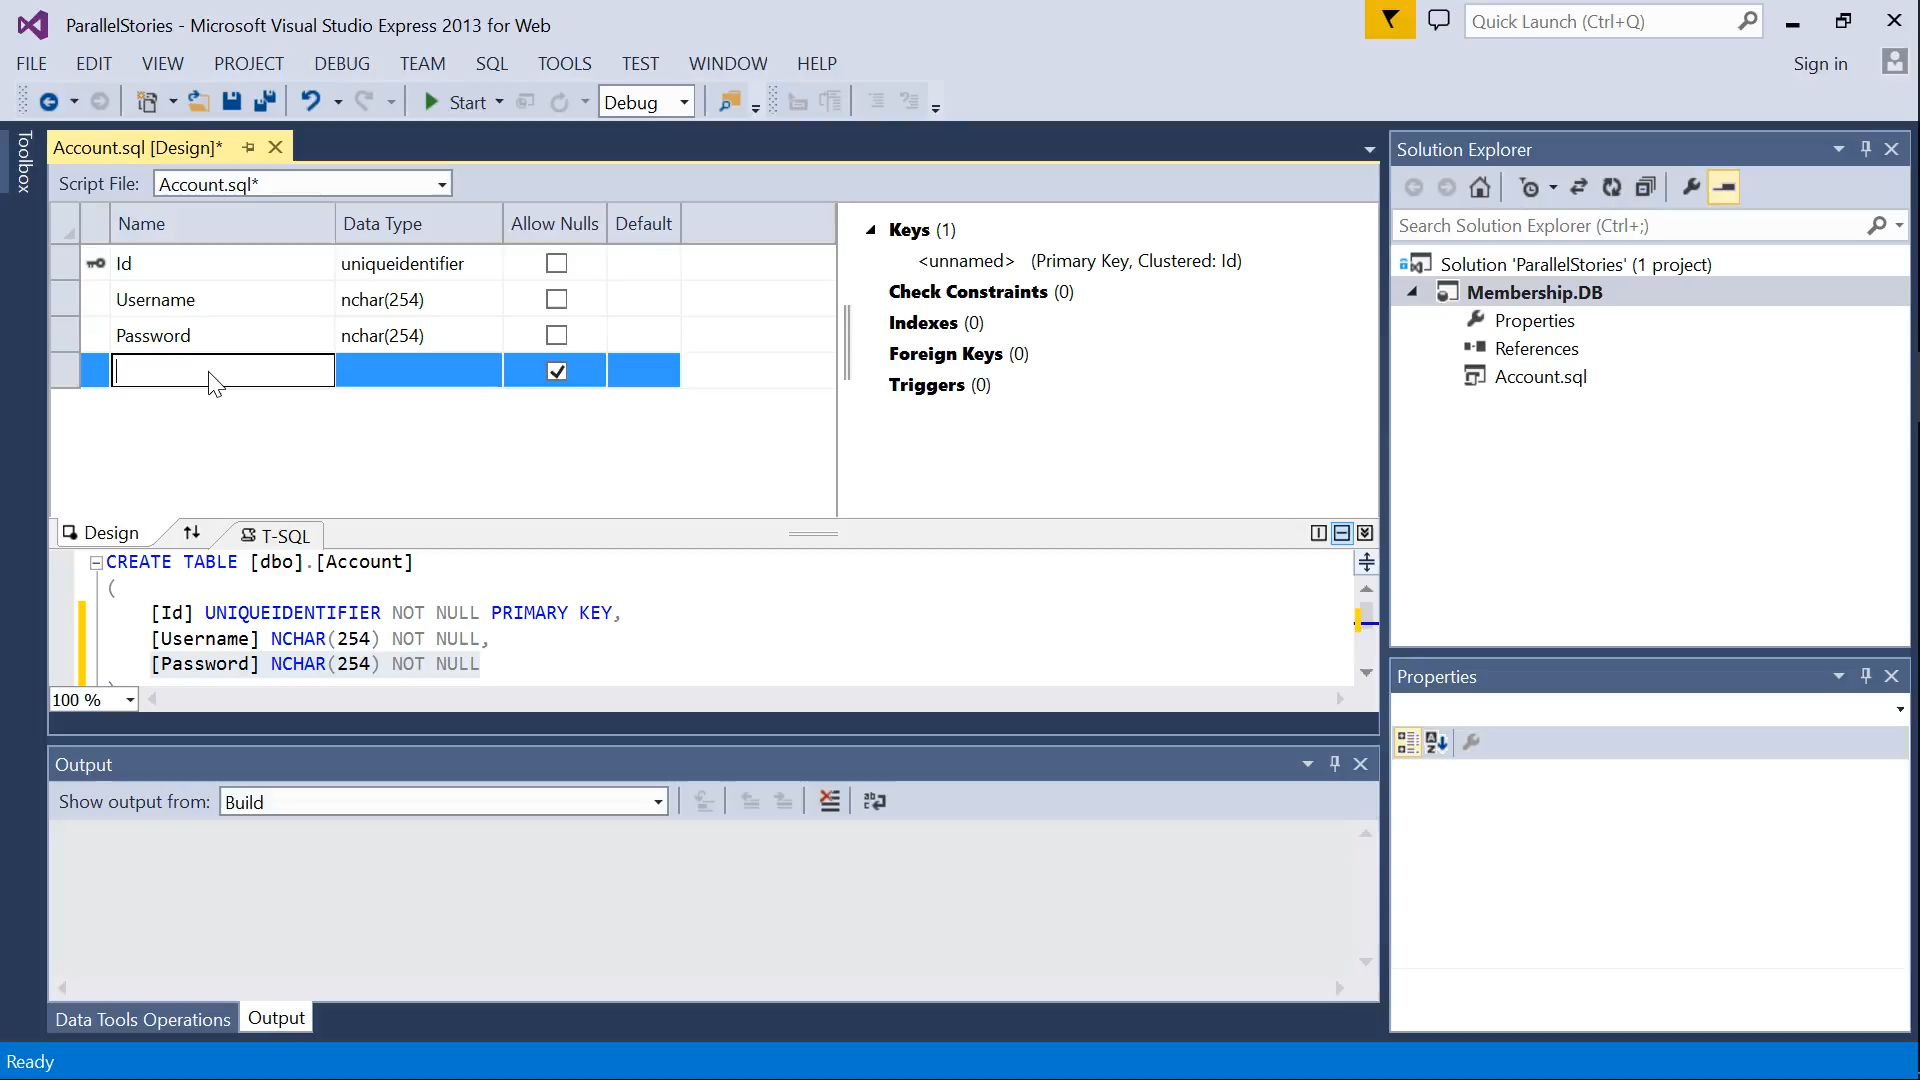 ParallelStories - Microsoft Visual Studio Express 2013 for Web
Quick Launch (Ctrl+Q)
FILE EDIT VIEW PROJECT DEBUG TEAM SQL TOOLS TEST WINDOW HELP
Sign in
Start
Debug
Toolbox
Account.sql [Design]*
Script File: Account.sql*
Name Data Type Allow Nulls Default
Id uniqueidentifier
Username nchar(254)
Password nchar(254)
Keys (1)
<unnamed> (Primary Key, Clustered: Id)
Check Constraints (0)
Indexes (0)
Foreign Keys (0)
Triggers (0)
Design
T-SQL
CREATE TABLE [dbo].[Account]
(
[Id] UNIQUEIDENTIFIER NOT NULL PRIMARY KEY,
[Username] NCHAR(254) NOT NULL,
[Password] NCHAR(254) NOT NULL
100 %
Output
Show output from: Build
Data Tools Operations
Output
Solution Explorer
Search Solution Explorer (Ctrl+;)
Solution 'ParallelStories' (1 project)
Membership.DB
Properties
References
Account.sql
Properties
Ready